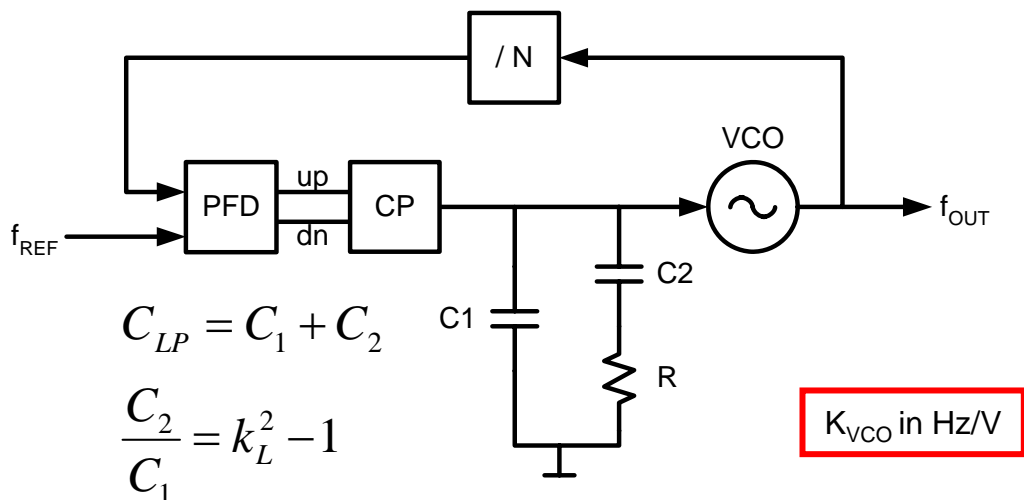 / N
VCO
up
PFD
CP
dn
f_REF
f_OUT
C2
C1
R
C_LP = C_1 + C_2
C_2/C_1 = k_L^2 − 1
K_VCO in Hz/V